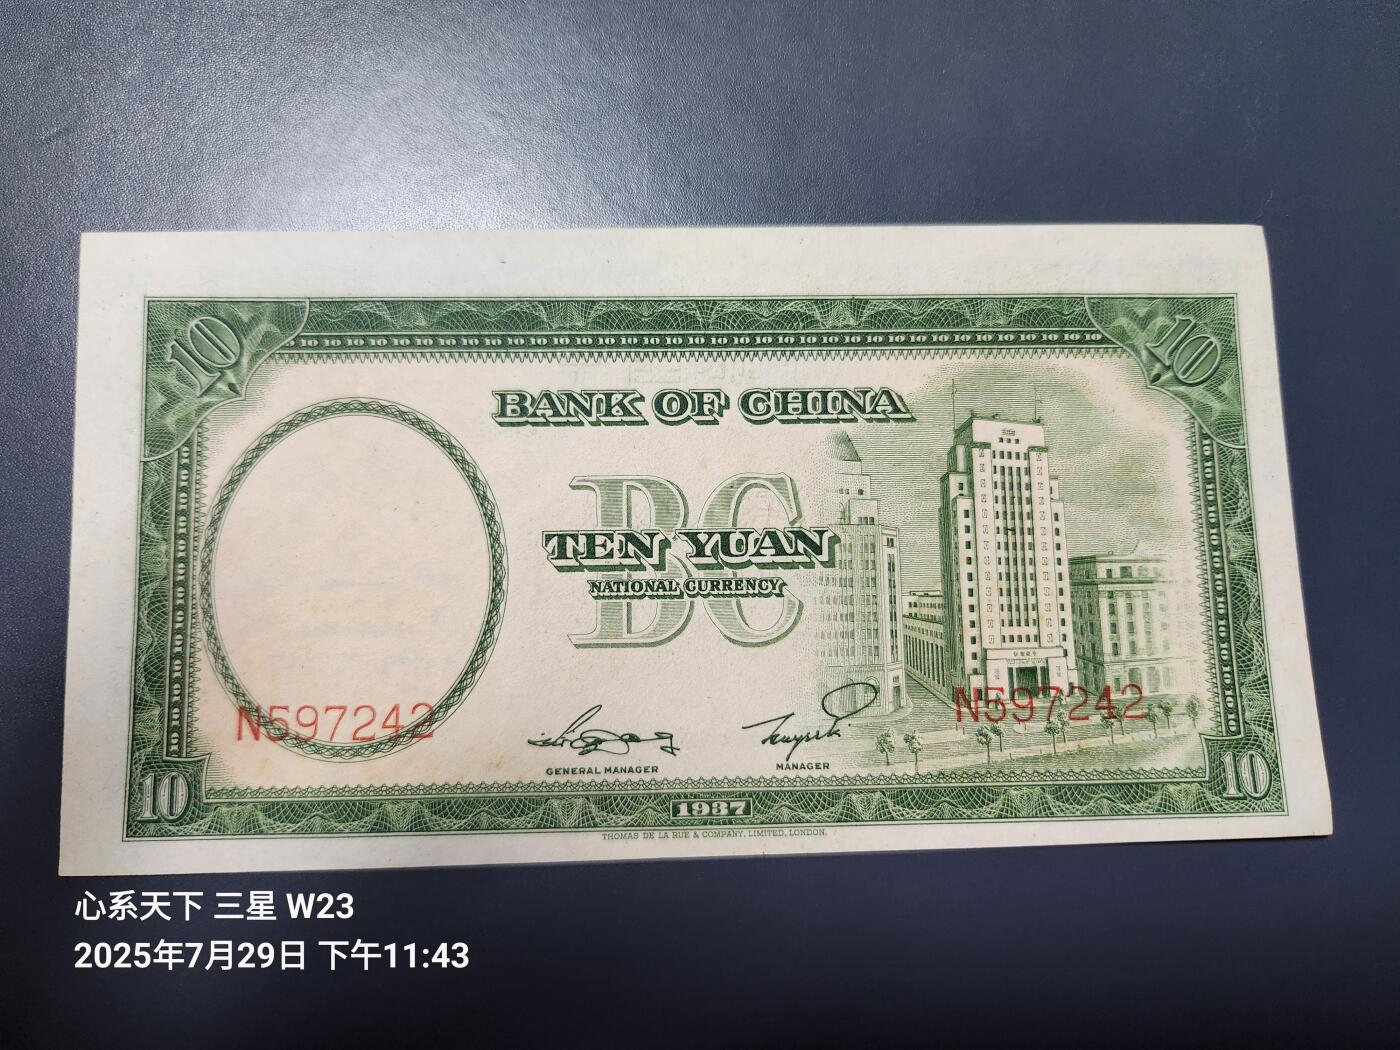 10
10
BANK OF CHINA
BC
TEN YUAN
NATIONAL CURRENCY
N597242
N597242
GENERAL MANAGER
MANAGER
10
1937
10
THOMAS DE LA RUE & COMPANY, LIMITED, LONDON.
心系天下 三星 W23
2025年7月29日 下午11:43